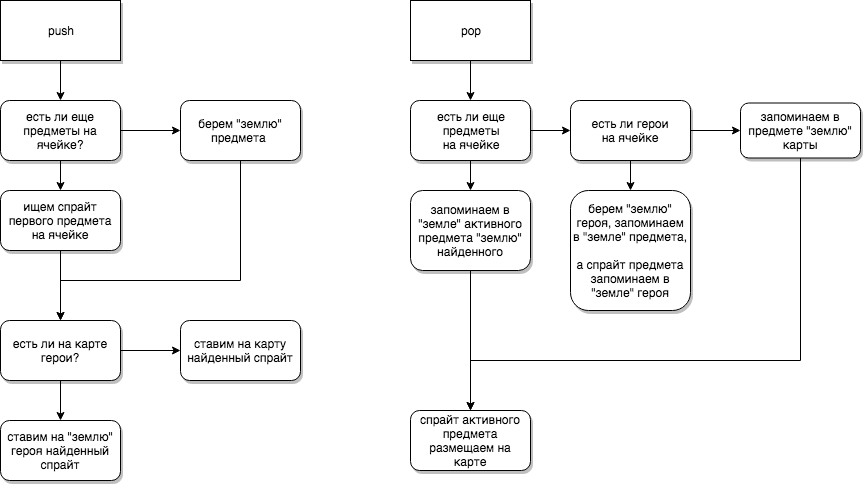 push
есть ли еще
предметы на
ячейке?
берем "землю"
предмета
ищем спрайт
первого предмета
на ячейке
есть ли на карте
герои?
ставим на карту
найденный спрайт
ставим на "землю"
героя найденный
спрайт
pop
есть ли еще
предметы
на ячейке
есть ли герои
на ячейке
запоминаем в
предмете "землю"
карты
запоминаем в
"земле" активного
предмета "землю"
найденного
берем "землю"
героя, запоминаем
в "земле" предмета,
а спрайт предмета
запоминаем в
"земле" героя
спрайт активного
предмета
размещаем на
карте